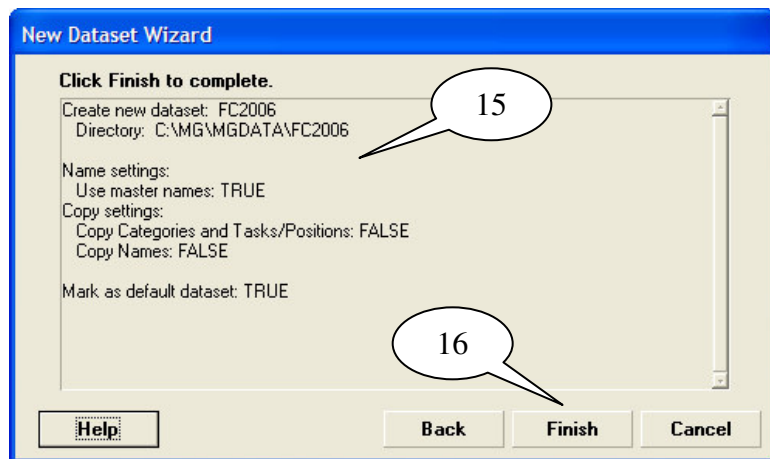 New Dataset Wizard
Click Finish to complete.
Create new dataset: FC2006
Directory: C:\MG\MGDATA\FC2006
15
Name settings:
Use master names: TRUE
Copy settings:
Copy Categories and Tasks/Positions: FALSE
Copy Names: FALSE
Mark as default dataset: TRUE
16
Help Back Finish Cancel